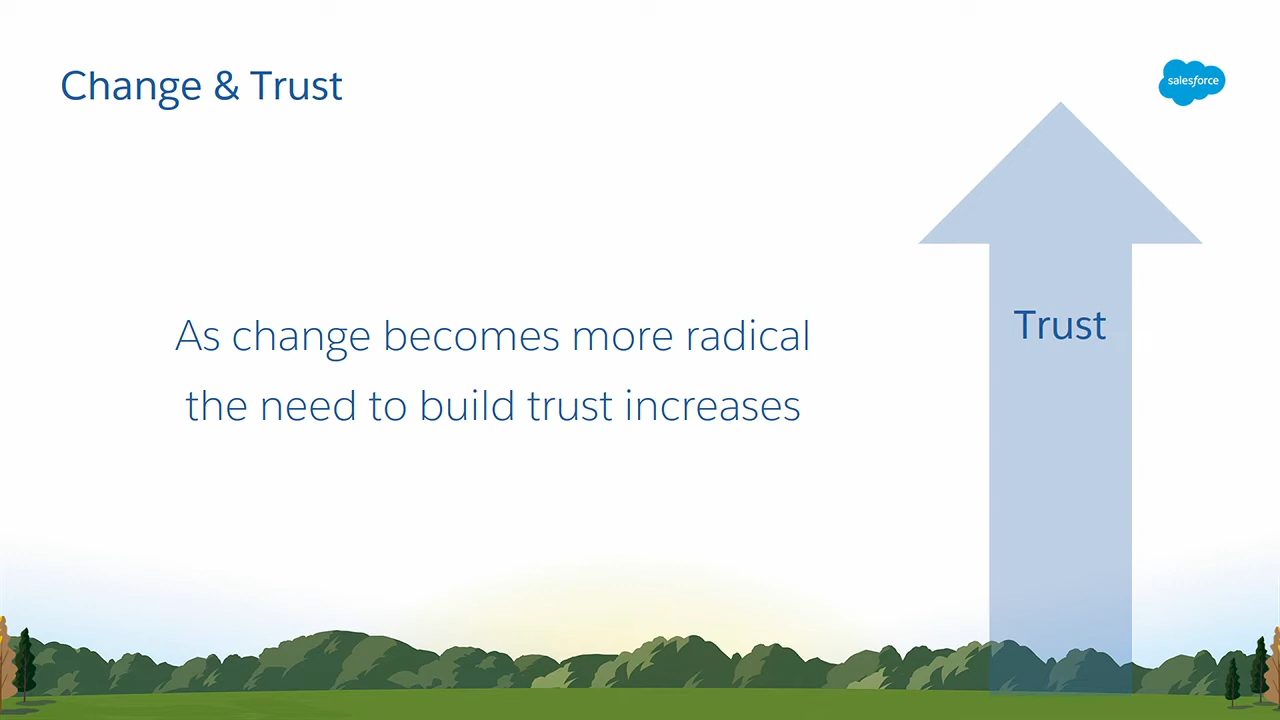 Change & Trust
salesforce
As change becomes more radical
the need to build trust increases
Trust